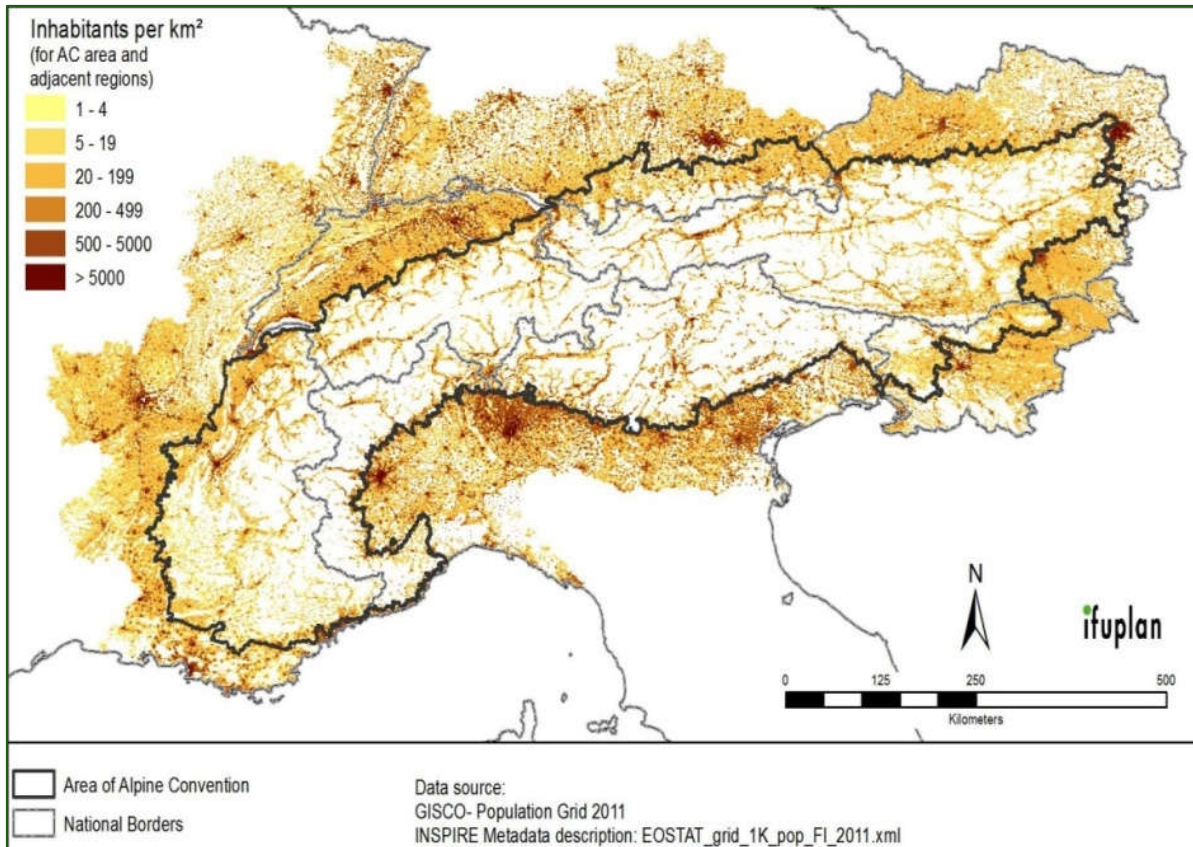 Inhabitants per km²
(for AC area and
adjacent regions)
1 - 4
5 - 19
20 - 199
200 - 499
500 - 5000
> 5000
N
ifuplan
0 125 250 500
Kilometers
Area of Alpine Convention
National Borders
Data source:
GISCO- Population Grid 2011
INSPIRE Metadata description: EOSTAT_grid_1K_pop_FI_2011.xml